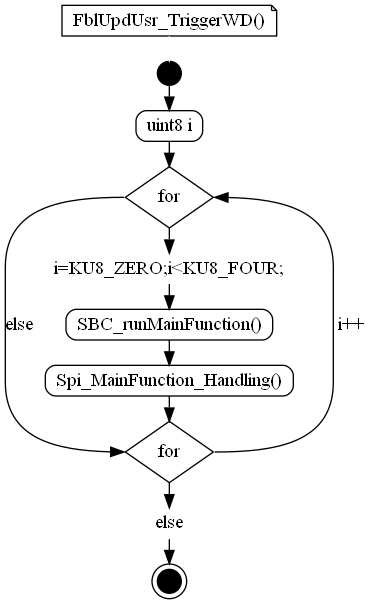 FblUpdUsr_TriggerWD()
uint8 i
for
i=KU8_ZERO;i<KU8_FOUR;
else
SBC_runMainFunction()
i++
Spi_MainFunction_Handling()
for
else